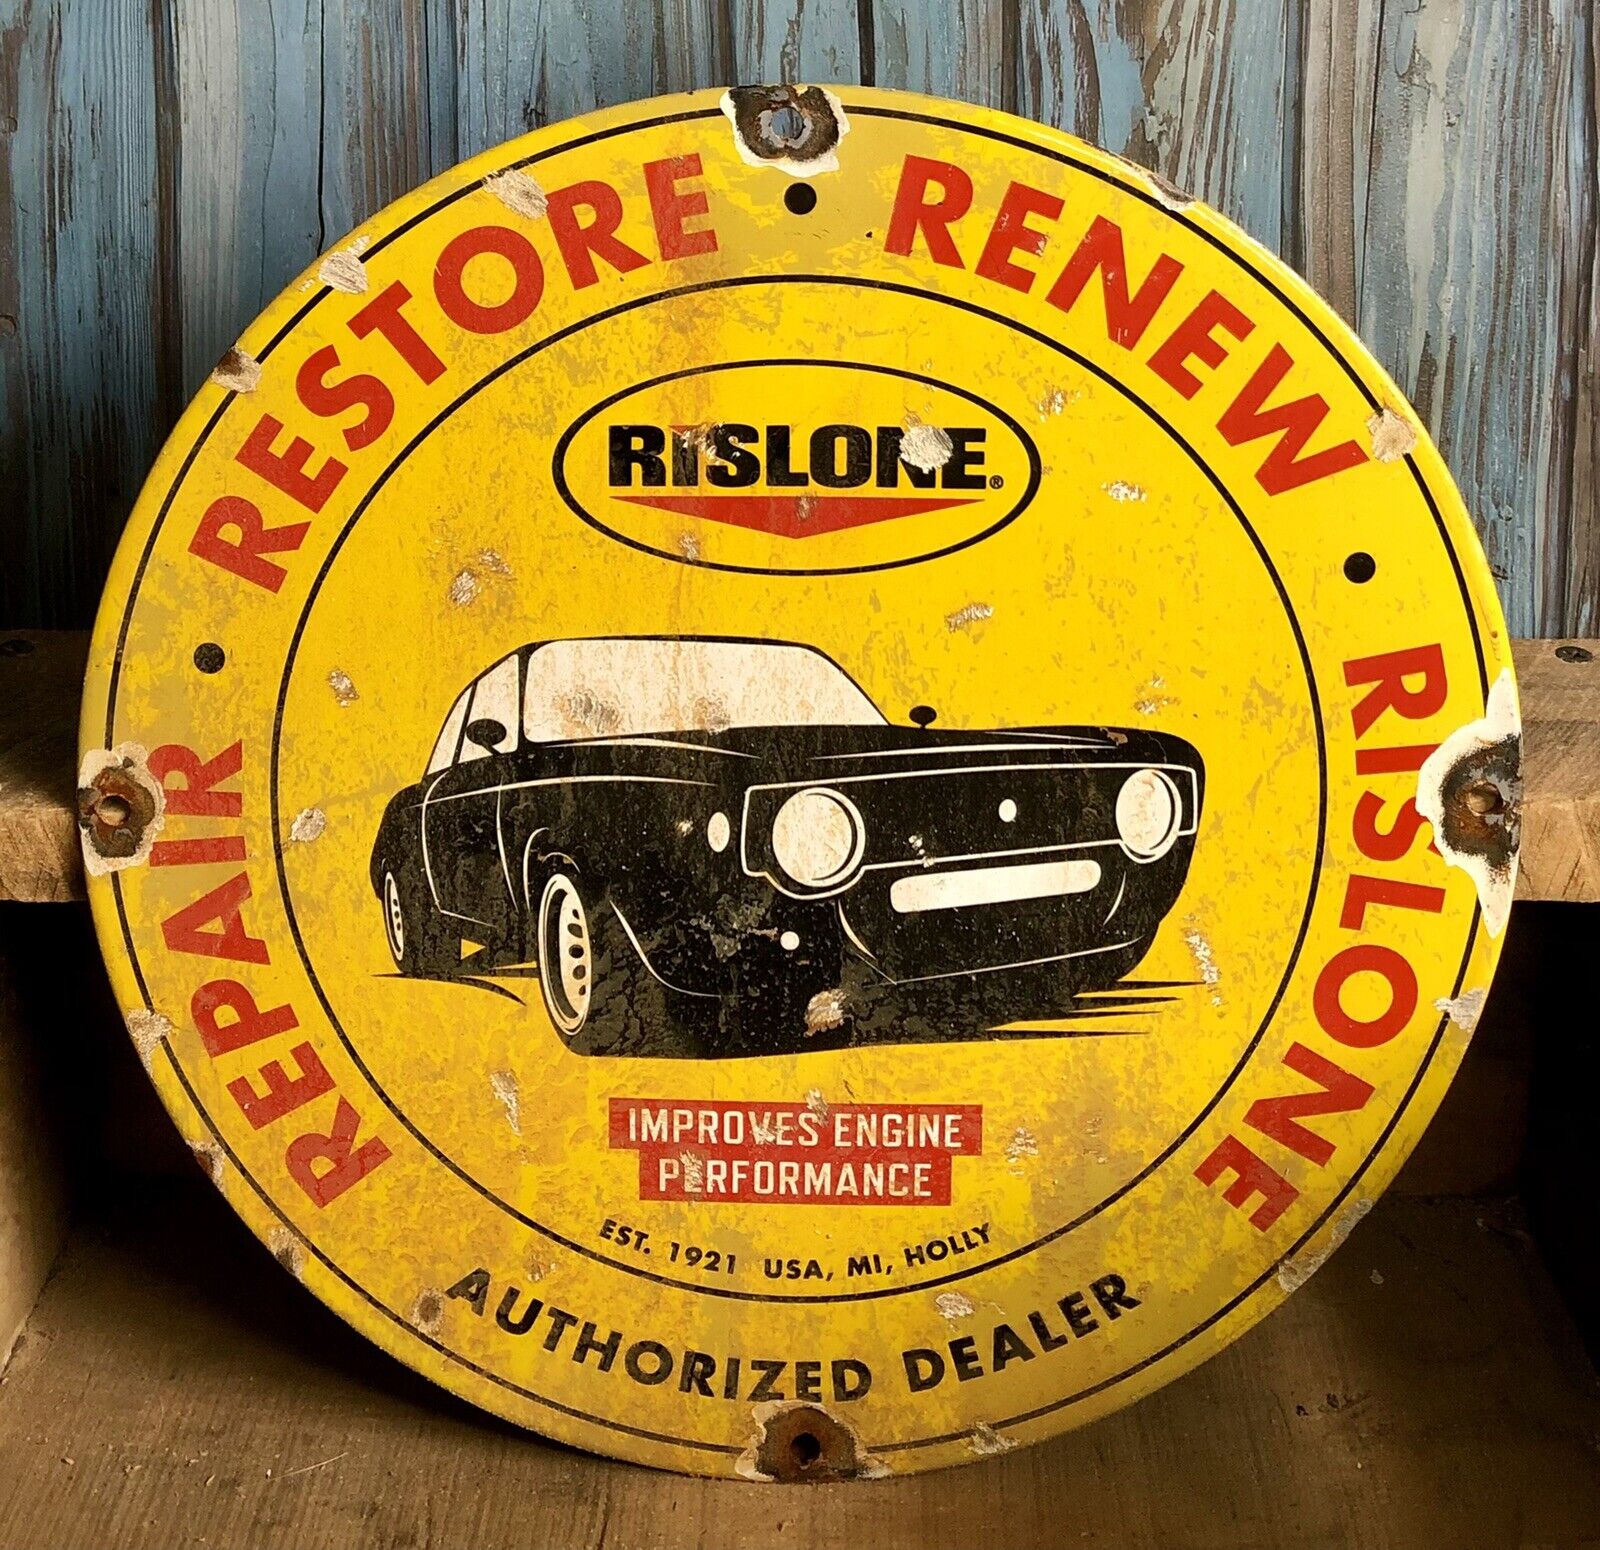 REPAIR • RESTORE • RENEW • RISLONE
RISLONE®
IMPROVES ENGINE
PERFORMANCE
EST. 1921 USA, MI, HOLLY
AUTHORIZED DEALER